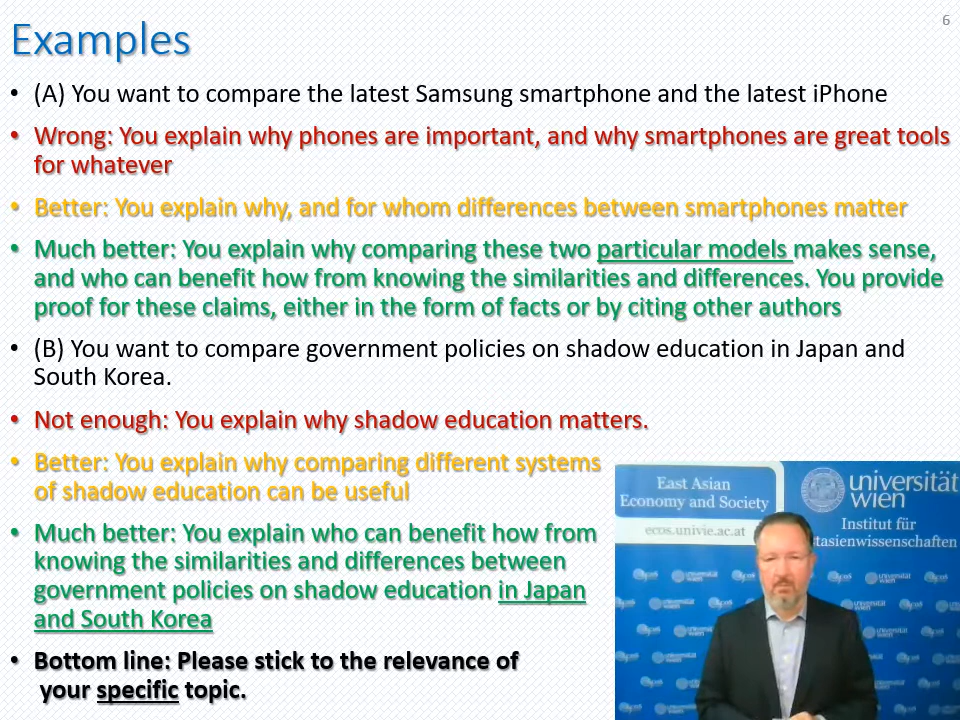 6
Examples
• (A) You want to compare the latest Samsung smartphone and the latest iPhone
• Wrong: You explain why phones are important, and why smartphones are great tools
for whatever
• Better: You explain why, and for whom differences between smartphones matter
• Much better: You explain why comparing these two particular models makes sense,
and who can benefit how from knowing the similarities and differences. You provide
proof for these claims, either in the form of facts or by citing other authors
• (B) You want to compare government policies on shadow education in Japan and
South Korea.
• Not enough: You explain why shadow education matters.
• Better: You explain why comparing different systems
of shadow education can be useful
• Much better: You explain who can benefit how from
knowing the similarities and differences between
government policies on shadow education in Japan
and South Korea
• Bottom line: Please stick to the relevance of
your specific topic.
East Asian
Economy and Society
ecos.univie.ac.at
universität
wien
Institut für
tasienwissenschaften